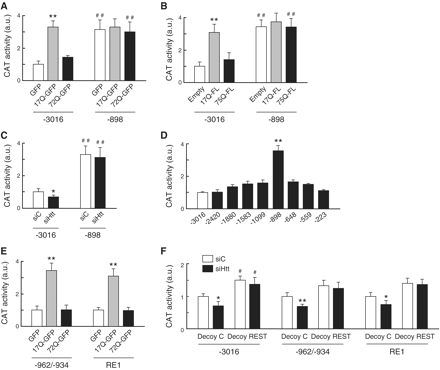 A
CAT activity (a.u.)
5
4
3
2
1
0
**
# #
# #
GFP
17Q-GFP
72Q-GFP
GFP
17Q-GFP
72Q-GFP
-3016
-898
B
CAT activity (a.u.)
5
4
3
2
1
0
**
# #
# #
Empty
17Q-FL
75Q-FL
Empty
17Q-FL
75Q-FL
-3016
-898
C
CAT activity (a.u.)
5
4
3
2
1
0
*
# #
# #
siC
siHtt
siC
siHtt
-3016
-898
D
CAT activity (a.u.)
5
4
3
2
1
0
**
-3016
-2420
-1880
-1583
-1099
-898
-648
-559
-223
E
CAT activity (a.u.)
5
4
3
2
1
0
**
**
GFP
17Q-GFP
72Q-GFP
GFP
17Q-GFP
72Q-GFP
-962/-934
RE1
F
siC
siHtt
CAT activity (a.u.)
2
1
0
*
#
#
**
*
Decoy C
Decoy REST
Decoy C
Decoy REST
Decoy C
Decoy REST
-3016
-962/-934
RE1